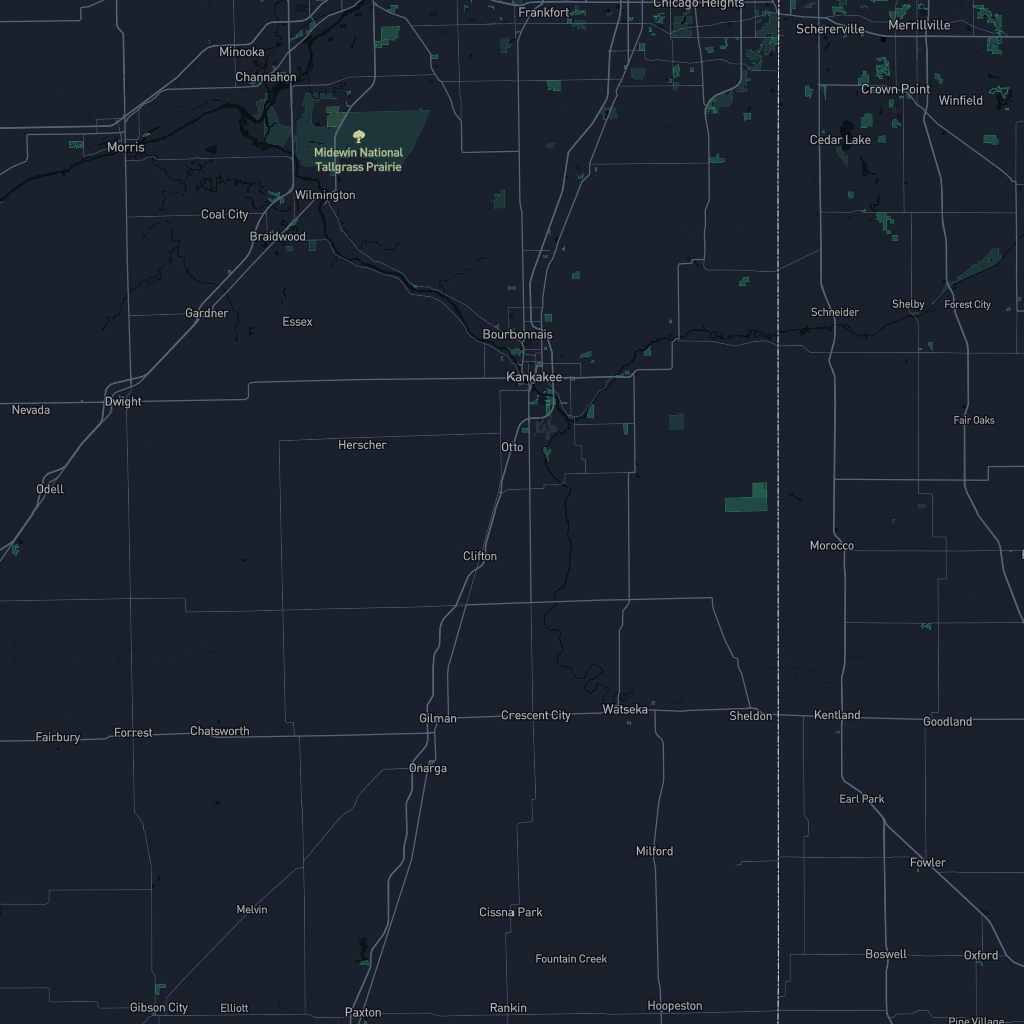 Chicago Heights
Frankfort
Merrillville
Schererville
Minooka
Channahon
Crown Point
Winfield
Cedar Lake
Morris
Midewin National
Tallgrass Prairie
Wilmington
Coal City
Braidwood
Shelby
Forest City
Gardner
Schneider
Essex
Bourbonnais
Kankakee
Dwight
Nevada
Fair Oaks
Herscher
Otto
Odell
Morocco
Clifton
Watseka
Crescent City
Sheldon
Kentland
Gilman
Goodland
Forrest
Chatsworth
Fairbury
Onarga
Earl Park
Milford
Fowler
Melvin
Cissna Park
Boswell
Oxford
Fountain Creek
Hoopeston
Gibson City
Elliott
Rankin
Paxton
Pine Village